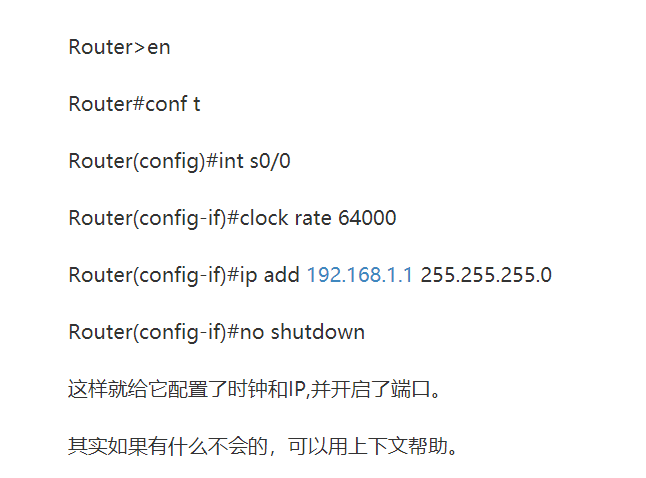 Router>en
Router#conf t
Router(config)#int s0/0
Router(config-if)#clock rate 64000
Router(config-if)#ip add 192.168.1.1 255.255.255.0
Router(config-if)#no shutdown
这样就给它配置了时钟和IP,并开启了端口。
其实如果有什么不会的，可以用上下文帮助。